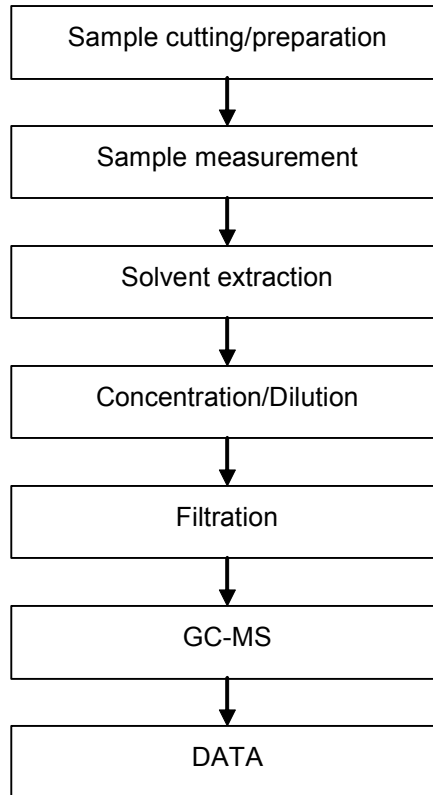 Sample cutting/preparation
Sample measurement
Solvent extraction
Concentration/Dilution
Filtration
GC-MS
DATA